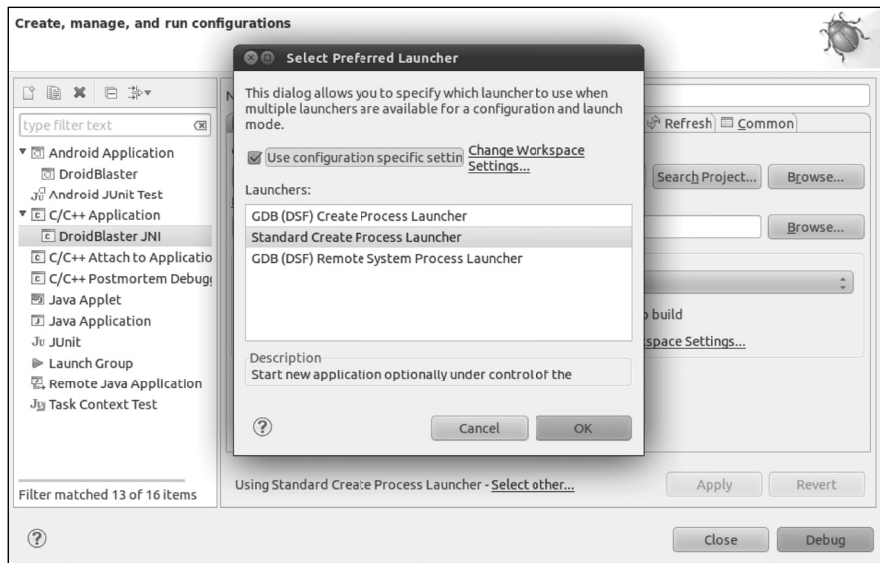 Create, manage, and run configurations
Select Preferred Launcher
This dialog allows you to specify which launcher to use when
multiple launchers are available for a configuration and launch
mode.
Use configuration specific settin
Change Workspace
Settings...
Launchers:
GDB (DSF) Create Process Launcher
Standard Create Process Launcher
GDB (DSF) Remote System Process Launcher
Description
Start new application optionally under control of the
Cancel
OK
type filter text
Android Application
DroidBlaster
Android JUnit Test
C/C++ Application
DroidBlaster JNI
C/C++ Attach to Applicatio
C/C++ Postmortem Debug
Java Applet
Java Application
JUnit
Launch Group
Remote Java Application
Task Context Test
Filter matched 13 of 16 items
N
Refresh
Common
Search Project...
Browse...
Browse...
build
space Settings...
Using Standard Create Process Launcher - Select other...
Apply
Revert
Close
Debug